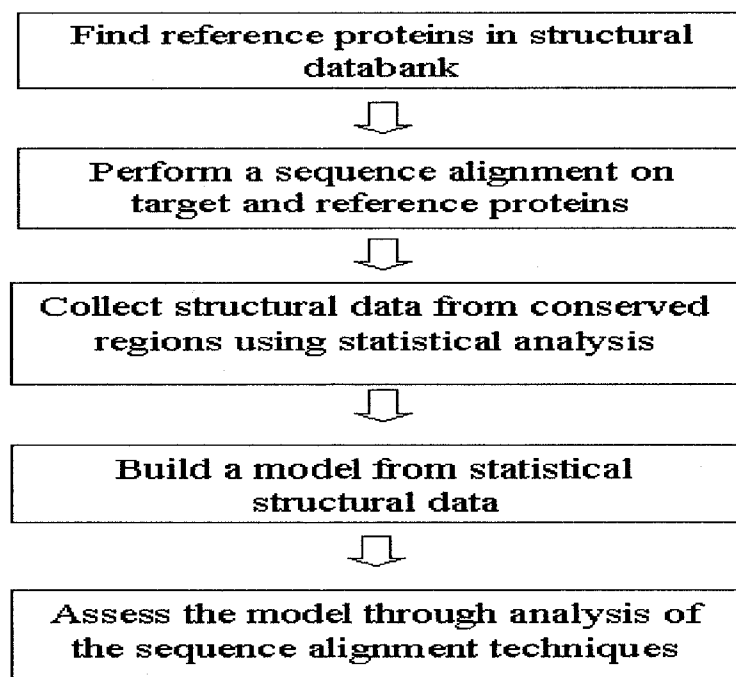 Find reference proteins in structural
databank
Perform a sequence alignment on
target and reference proteins
Collect structural data from conserved
regions using statistical analysis
Build a model from statistical
structural data
Assess the model through analysis of
the sequence alignment techniques